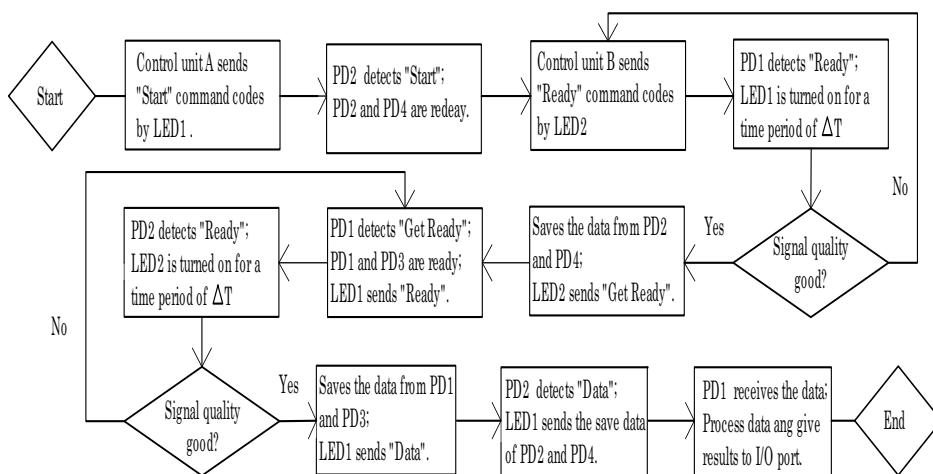 Start
Control unit A sends
"Start" command codes
by LED1 .
PD2 detects "Start";
PD2 and PD4 are redeay.
Control unit B sends
"Ready" command codes
by LED2
PD1 detects "Ready";
LED1 is turned on for a
time period of ΔT
No
Signal quality
good?
Yes
Saves the data from PD2
and PD4;
LED2 sends "Get Ready".
PD1 detects "Get Ready";
PD1 and PD3 are ready;
LED1 sends "Ready".
PD2 detects "Ready";
LED2 is turned on for a
time period of ΔT
No
Signal quality
good?
Yes
Saves the data from PD1
and PD3;
LED1 sends "Data".
PD2 detects "Data";
LED1 sends the save data
of PD2 and PD4.
PD1 receives the data;
Process data ang give
results to I/O port.
End